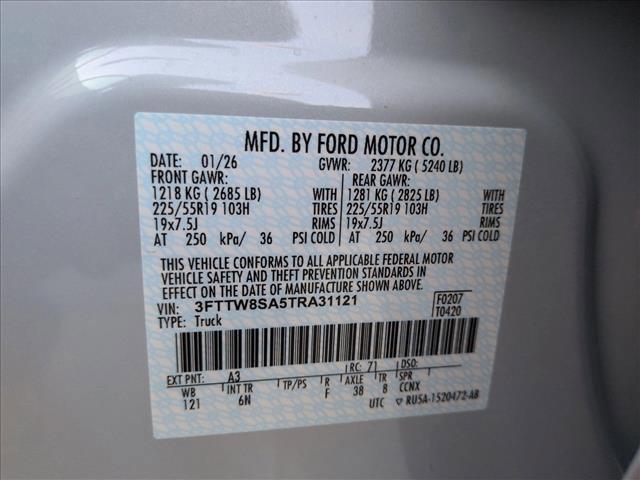 MFD. BY FORD MOTOR CO.
DATE: 01/26 GVWR: 2377 KG ( 5240 LB)
FRONT GAWR: REAR GAWR:
1218 KG ( 2685 LB) WITH 1281 KG ( 2825 LB) WITH
225/55R19 103H TIRES 225/55R19 103H TIRES
19x7.5J RIMS 19x7.5J RIMS
AT 250 kPa/ 36 PSI COLD AT 250 kPa/ 36 PSI COLD
THIS VEHICLE CONFORMS TO ALL APPLICABLE FEDERAL MOTOR
VEHICLE SAFETY AND THEFT PREVENTION STANDARDS IN
EFFECT ON THE DATE OF MANUFACTURE SHOWN ABOVE.
VIN: 3FTTW8SA5TRA31121 F0207
TYPE: Truck T0420
EXT PNT: A3 RC: 71 DSO:
WB INT TR TP/PS R AXLE TR SPR
121 6N F 38 8 CCNX
UTC ▽ RU5A-1520472-AB